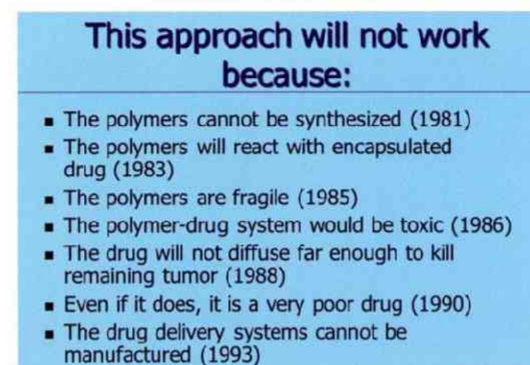 This approach will not work
because:
▪ The polymers cannot be synthesized (1981)
▪ The polymers will react with encapsulated
drug (1983)
▪ The polymers are fragile (1985)
▪ The polymer-drug system would be toxic (1986)
▪ The drug will not diffuse far enough to kill
remaining tumor (1988)
▪ Even if it does, it is a very poor drug (1990)
▪ The drug delivery systems cannot be
manufactured (1993)